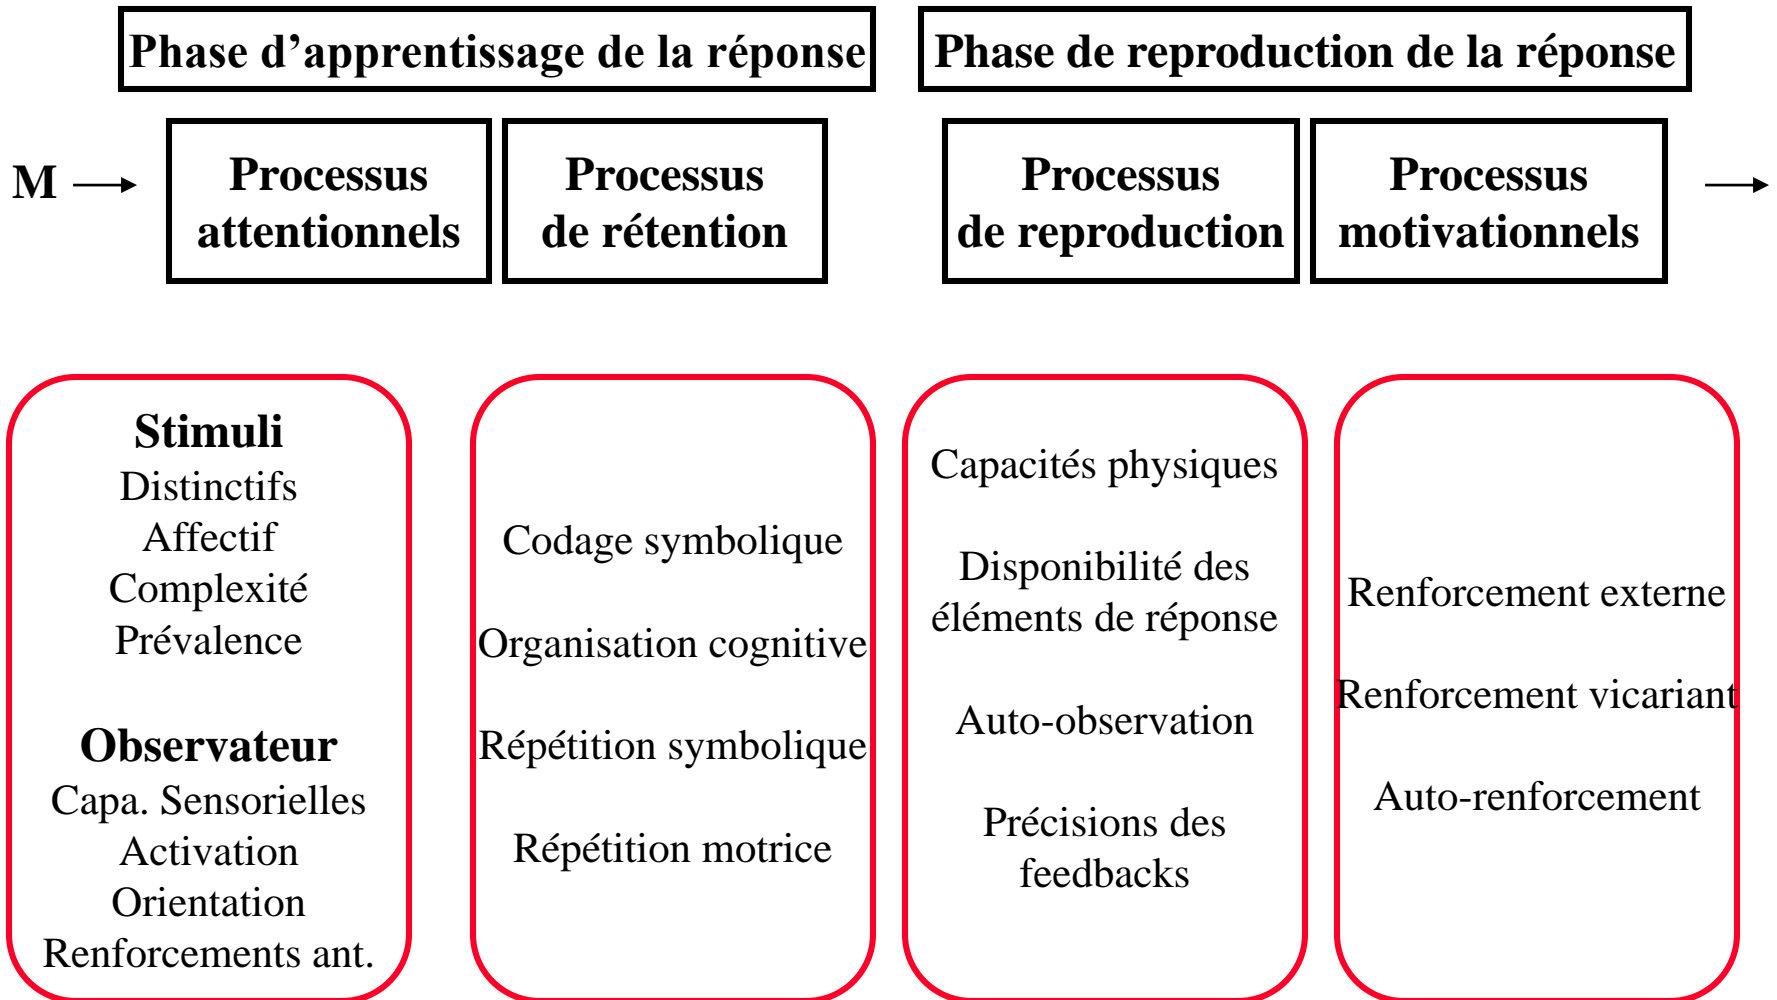 Phase d’apprentissage de la réponse
Phase de reproduction de la réponse
M
Processus
attentionnels
Processus
de rétention
Processus
de reproduction
Processus
motivationnels
Stimuli
Distinctifs
Affectif
Complexité
Prévalence
Observateur
Capa. Sensorielles
Activation
Orientation
Renforcements ant.
Codage symbolique
Organisation cognitive
Répétition symbolique
Répétition motrice
Capacités physiques
Disponibilité des
éléments de réponse
Auto-observation
Précisions des
feedbacks
Renforcement externe
Renforcement vicariant
Auto-renforcement